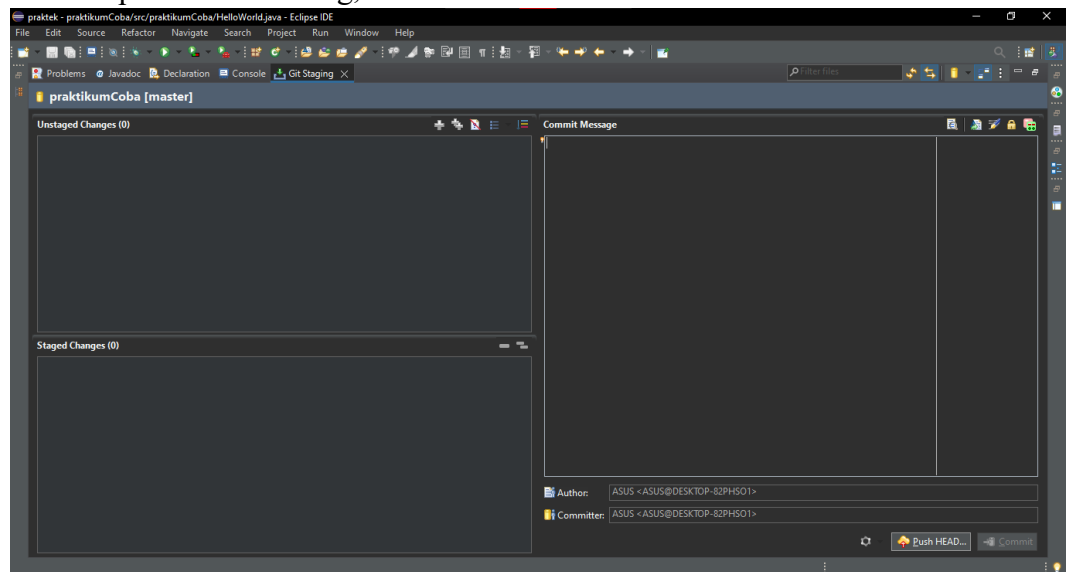 praktek - praktikumCoba/src/praktikumCoba/HelloWorld.java - Eclipse IDE
File Edit Source Refactor Navigate Search Project Run Window Help
Problems Javadoc Declaration Console Git Staging Filter files
praktikumCoba [master]
Unstaged Changes (0)
Commit Message
Staged Changes (0)
Author: ASUS <ASUS@DESKTOP-82PHSO1>
Committer: ASUS <ASUS@DESKTOP-82PHSO1>
Push HEAD... Commit